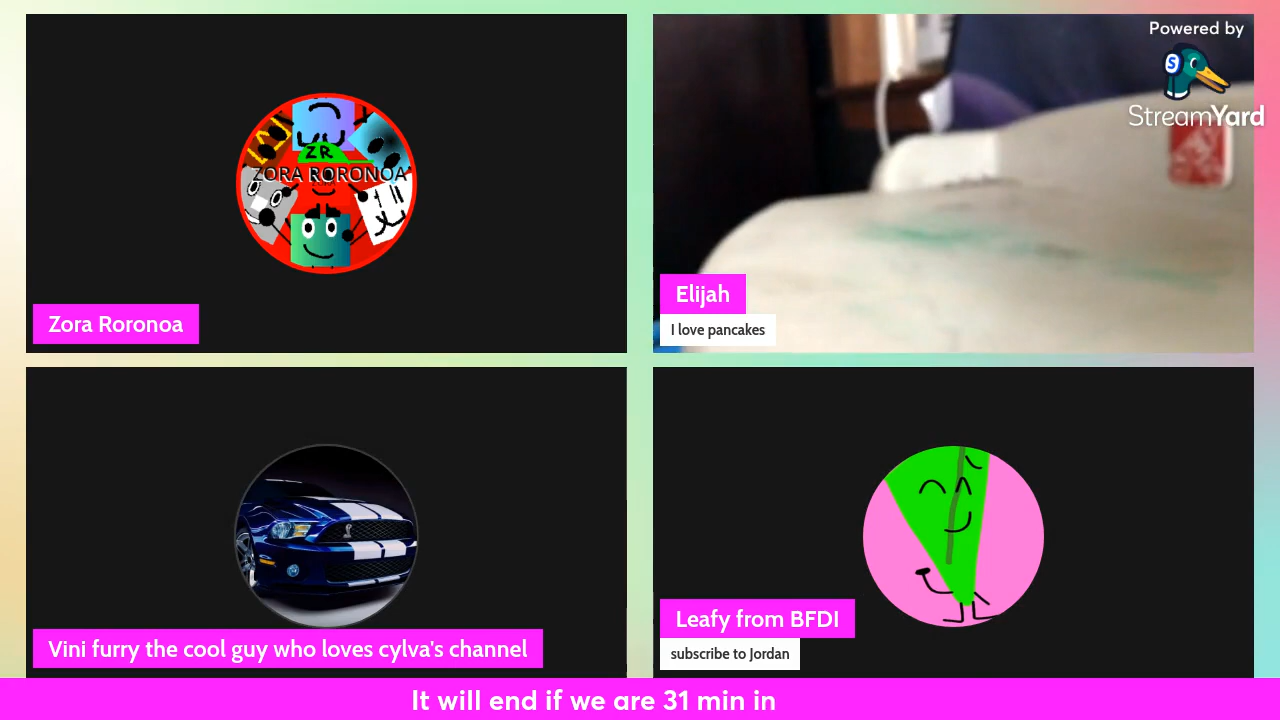 Powered by
StreamYard
ZR
ZORA RORONOA
Zora Roronoa
Elijah
I love pancakes
Vini furry the cool guy who loves cylva's channel
Leafy from BFDI
subscribe to Jordan
It will end if we are 31 min in